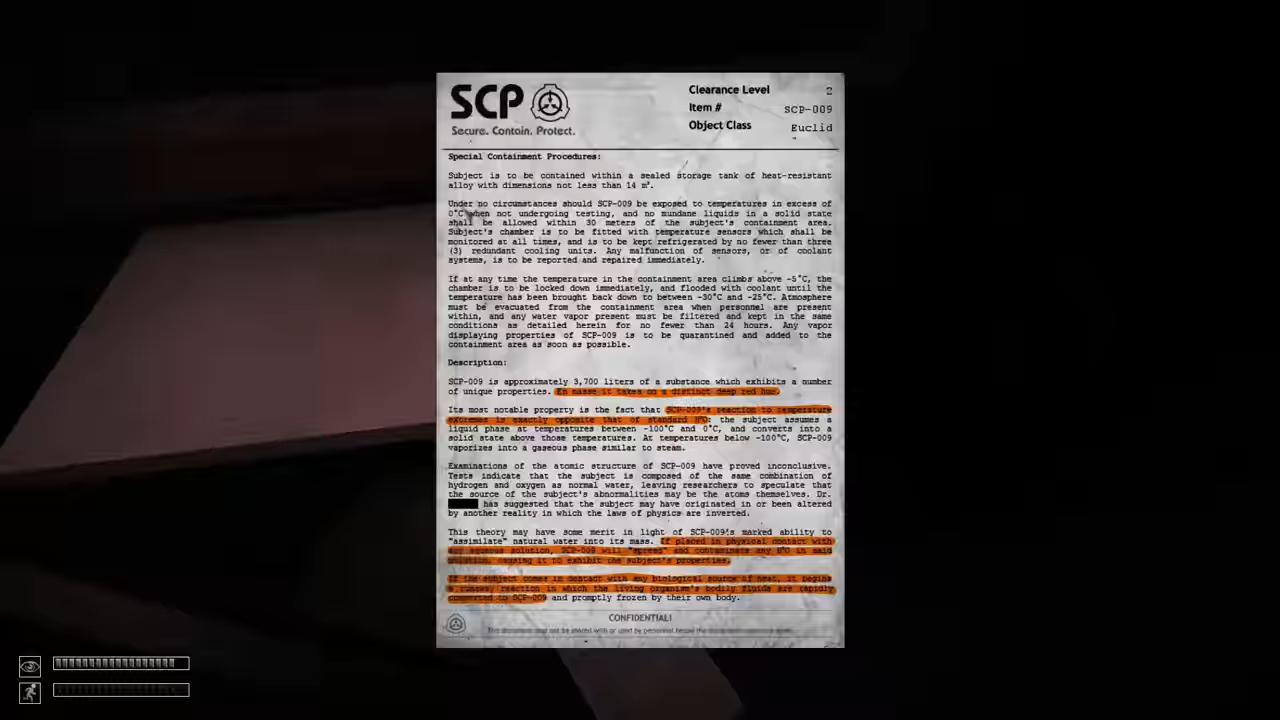 SCP
Secure. Contain. Protect.
Clearance Level 2
Item # SCP-009
Object Class Euclid
Special Containment Procedures:
Subject is to be contained within a sealed storage tank of heat-resistant
alloy with dimensions not less than 14 m³.
Under no circumstances should SCP-009 be exposed to temperatures in excess of
0°C when not undergoing testing, and no mundane liquids in a solid state
shall be allowed within 30 meters of the subject's containment area.
Subject's chamber is to be fitted with temperature sensors which shall be
monitored at all times, and is to be kept refrigerated by no fewer than three
(3) redundant cooling units. Any malfunction of sensors, or of coolant
systems, is to be reported and repaired immediately.
If at any time the temperature in the containment area climbs above -5°C, the
chamber is to be locked down immediately, and flooded with coolant until the
temperature has been brought back down to between -30°C and -25°C. Atmosphere
must be evacuated from the containment area when personnel are present
within, and any water vapor present must be filtered and kept in the same
conditions as detailed herein for no fewer than 24 hours. Any vapor
displaying properties of SCP-009 is to be quarantined and added to the
containment area as soon as possible.
Description:
SCP-009 is approximately 3,700 liters of a substance which exhibits a number
of unique properties. En masse it takes on a distinct deep red hue.
Its most notable property is the fact that SCP-009's reaction to temperature
extremes is exactly opposite that of standard H²O: the subject assumes a
liquid phase at temperatures between -100°C and 0°C, and converts into a
solid state above those temperatures. At temperatures below -100°C, SCP-009
vaporizes into a gaseous phase similar to steam.
Examinations of the atomic structure of SCP-009 have proved inconclusive.
Tests indicate that the subject is composed of the same combination of
hydrogen and oxygen as normal water, leaving researchers to speculate that
the source of the subject's abnormalities may be the atoms themselves. Dr.
has suggested that the subject may have originated in or been altered
by another reality in which the laws of physics are inverted.
This theory may have some merit in light of SCP-009's marked ability to
"assimilate" natural water into its mass. If placed in physical contact with
any aqueous solution, SCP-009 will "spread" and contaminate any H²O in said
solution, causing it to exhibit the subject's properties.
If the subject comes in contact with any biological source of heat, it begins
a runaway reaction in which the living organism's bodily fluids are rapidly
converted to SCP-009 and promptly frozen by their own body.
CONFIDENTIAL!
This document may not be shared with or used by personnel below the